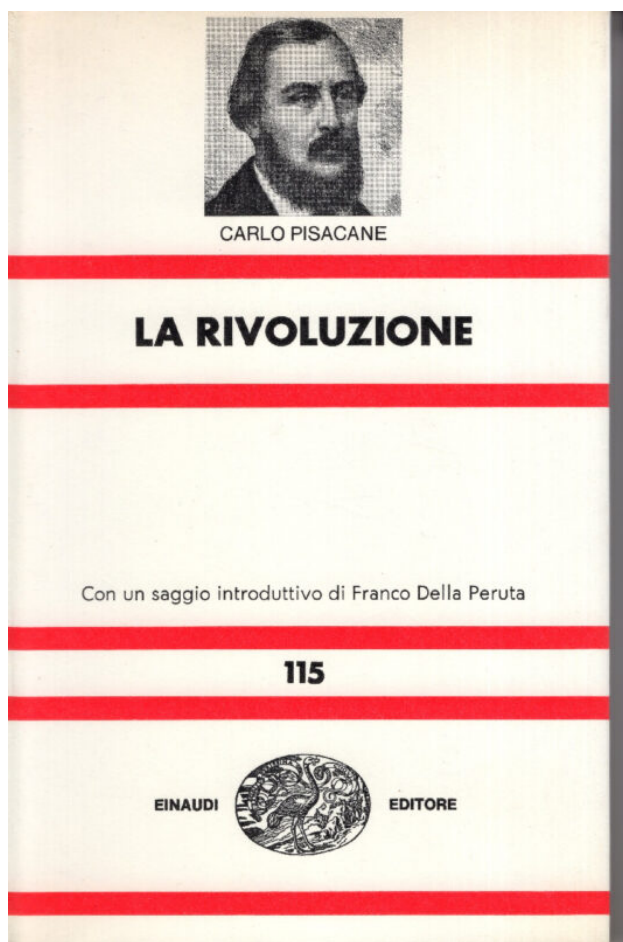 CARLO PISACANE
LA RIVOLUZIONE
Con un saggio introduttivo di Franco Della Peruta
115
EINAUDI EDITORE